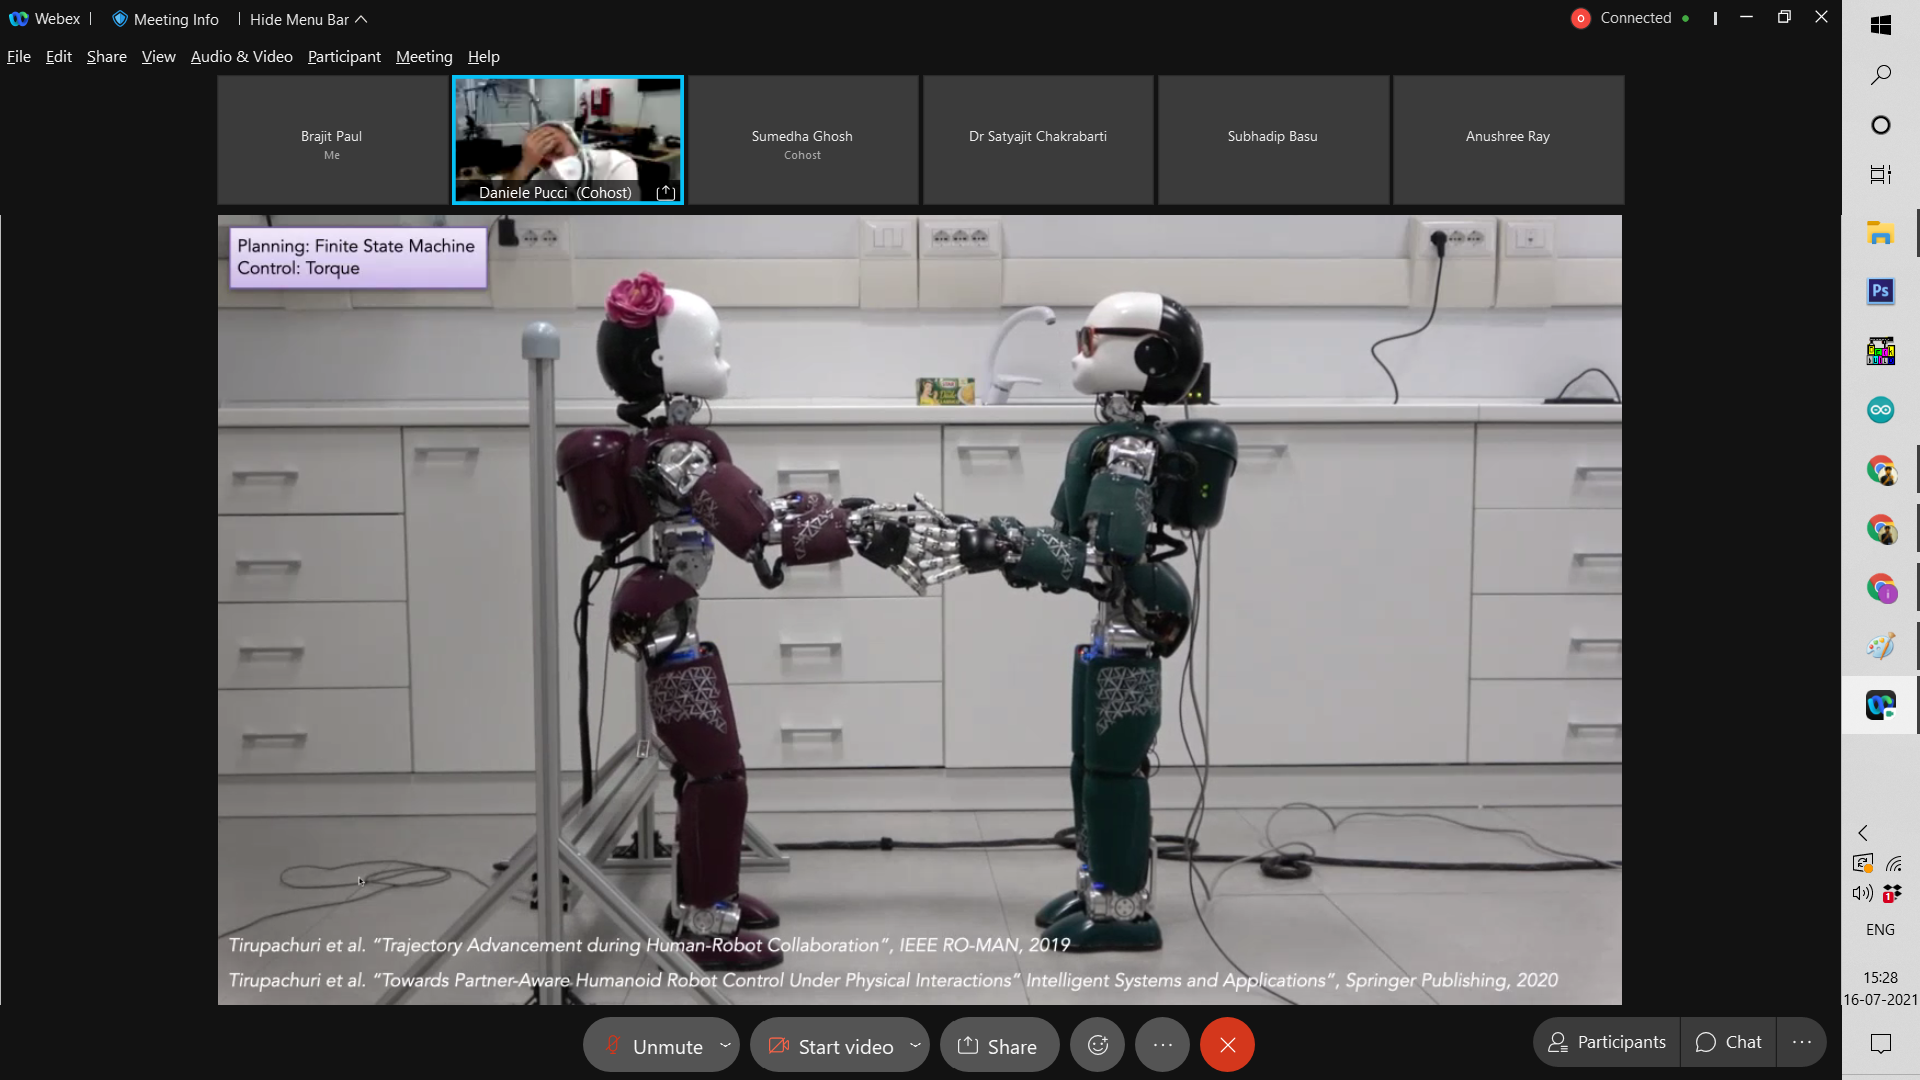 Webex
Meeting Info
Hide Menu Bar
Connected
File Edit Share View Audio & Video Participant Meeting Help
Brajit Paul
Me
Daniele Pucci (Cohost)
Sumedha Ghosh
Cohost
Dr Satyajit Chakrabarti
Subhadip Basu
Anushree Ray
Planning: Finite State Machine
Control: Torque
Tirupachuri et al. “Trajectory Advancement during Human-Robot Collaboration”, IEEE RO-MAN, 2019
Tirupachuri et al. “Towards Partner-Aware Humanoid Robot Control Under Physical Interactions“ Intelligent Systems and Applications”, Springer Publishing, 2020
Unmute
Start video
Share
Participants
Chat
Ps
1
ENG
15:28
16-07-2021